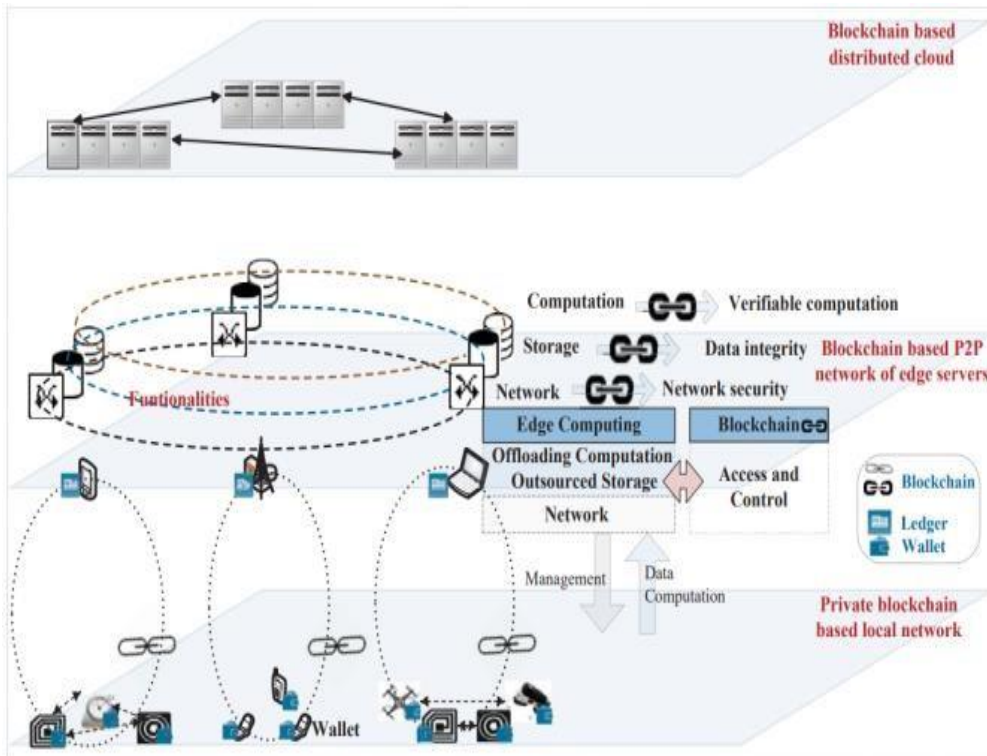 Blockchain based
distributed cloud
Computation
Verifiable computation
Storage
Data integrity
Blockchain based P2P
network of edge servers
Network
Network security
Funtionalities
Edge Computing
Blockchain
Offloading Computation
Outsourced Storage
Network
Access and
Control
Blockchain
Ledger
Wallet
Management
Data
Computation
Private blockchain
based local network
Wallet